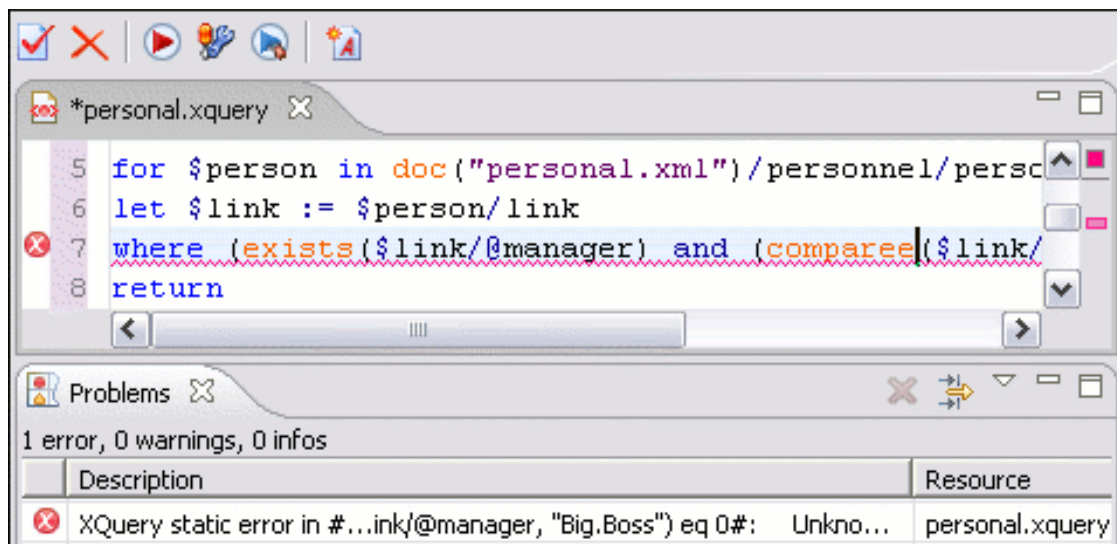 *personal.xquery
5 for $person in doc("personal.xml")/personnel/perso
6 let $link := $person/link
7 where (exists($link/@manager) and (comparee($link/
8 return
Problems
1 error, 0 warnings, 0 infos
Description Resource
XQuery static error in #...ink/@manager, "Big.Boss") eq 0#: Unkno... personal.xquery